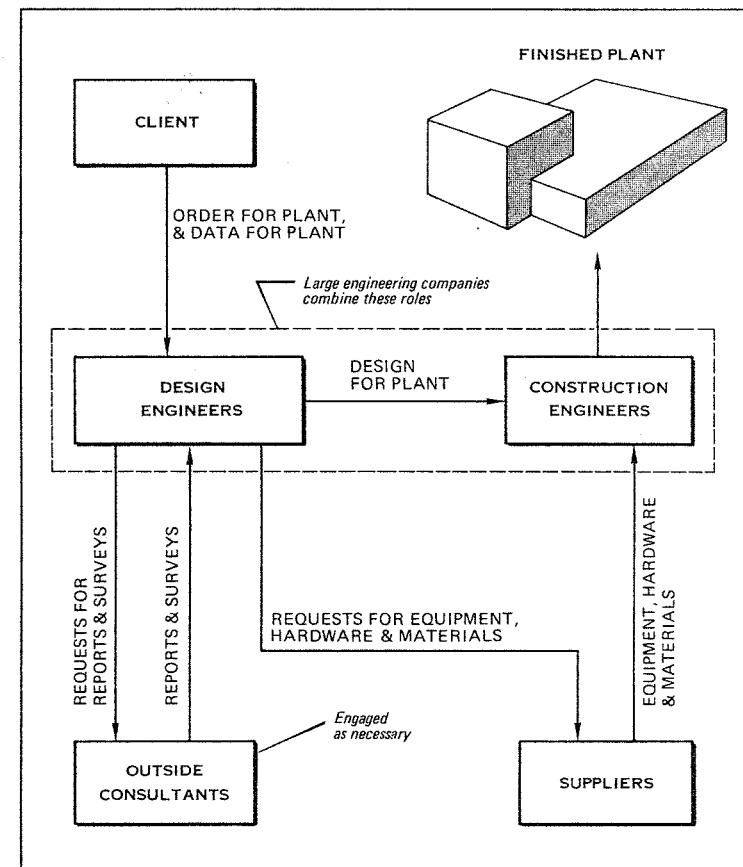 FINISHED PLANT
CLIENT
ORDER FOR PLANT,
& DATA FOR PLANT
Large engineering companies
combine these roles
DESIGN
ENGINEERS
DESIGN
FOR PLANT
CONSTRUCTION
ENGINEERS
REQUESTS FOR
REPORTS & SURVEYS
REPORTS & SURVEYS
REQUESTS FOR EQUIPMENT,
HARDWARE & MATERIALS
EQUIPMENT, HARDWARE
& MATERIALS
Engaged
as necessary
OUTSIDE
CONSULTANTS
SUPPLIERS